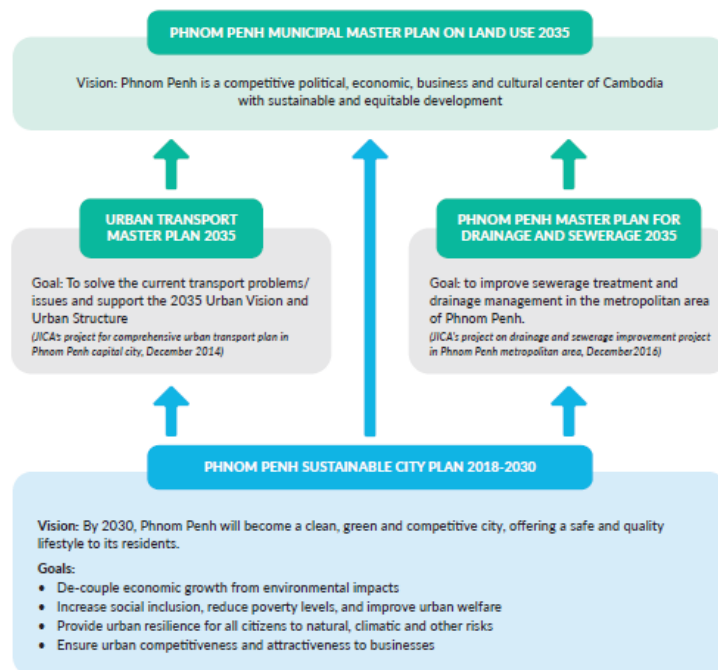 PHNOM PENH MUNICIPAL MASTER PLAN ON LAND USE 2035
Vision: Phnom Penh is a competitive political, economic, business and cultural center of Cambodia
with sustainable and equitable development
URBAN TRANSPORT
MASTER PLAN 2035
Goal: To solve the current transport problems/
issues and support the 2035 Urban Vision and
Urban Structure
(JICA's project for comprehensive urban transport plan in
Phnom Penh capital city, December 2014)
PHNOM PENH MASTER PLAN FOR
DRAINAGE AND SEWERAGE 2035
Goal: to improve sewerage treatment and
drainage management in the metropolitan area
of Phnom Penh.
(JICA's project on drainage and sewerage improvement project
in Phnom Penh metropolitan area, December2016)
PHNOM PENH SUSTAINABLE CITY PLAN 2018-2030
Vision: By 2030, Phnom Penh will become a clean, green and competitive city, offering a safe and quality
lifestyle to its residents.
Goals:
• De-couple economic growth from environmental impacts
• Increase social inclusion, reduce poverty levels, and improve urban welfare
• Provide urban resilience for all citizens to natural, climatic and other risks
• Ensure urban competitiveness and attractiveness to businesses